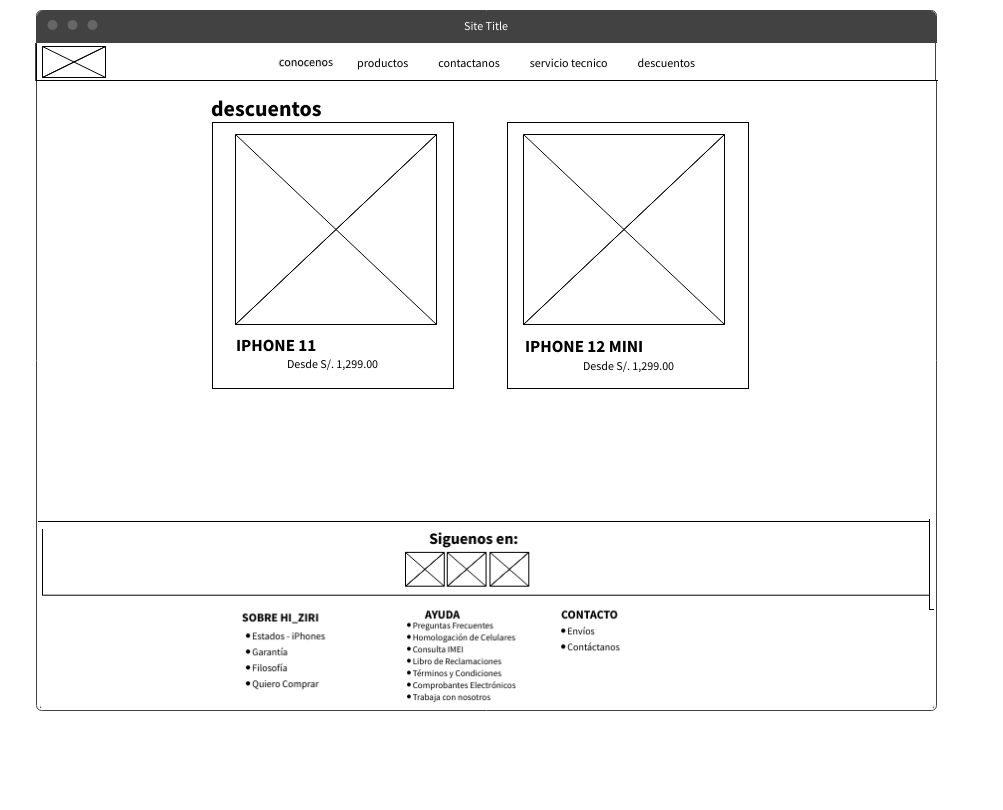 Site Title
conocenos productos contactanos servicio tecnico descuentos
descuentos
IPHONE 11
Desde S/. 1,299.00
IPHONE 12 MINI
Desde S/. 1,299.00
Siguenos en:
SOBRE HI_ZIRI
Estados - iPhones
Garantía
Filosofía
Quiero Comprar
AYUDA
Preguntas Frecuentes
Homologación de Celulares
Consulta IMEI
Libro de Reclamaciones
Términos y Condiciones
Comprobantes Electrónicos
Trabaja con nosotros
CONTACTO
Envíos
Contáctanos